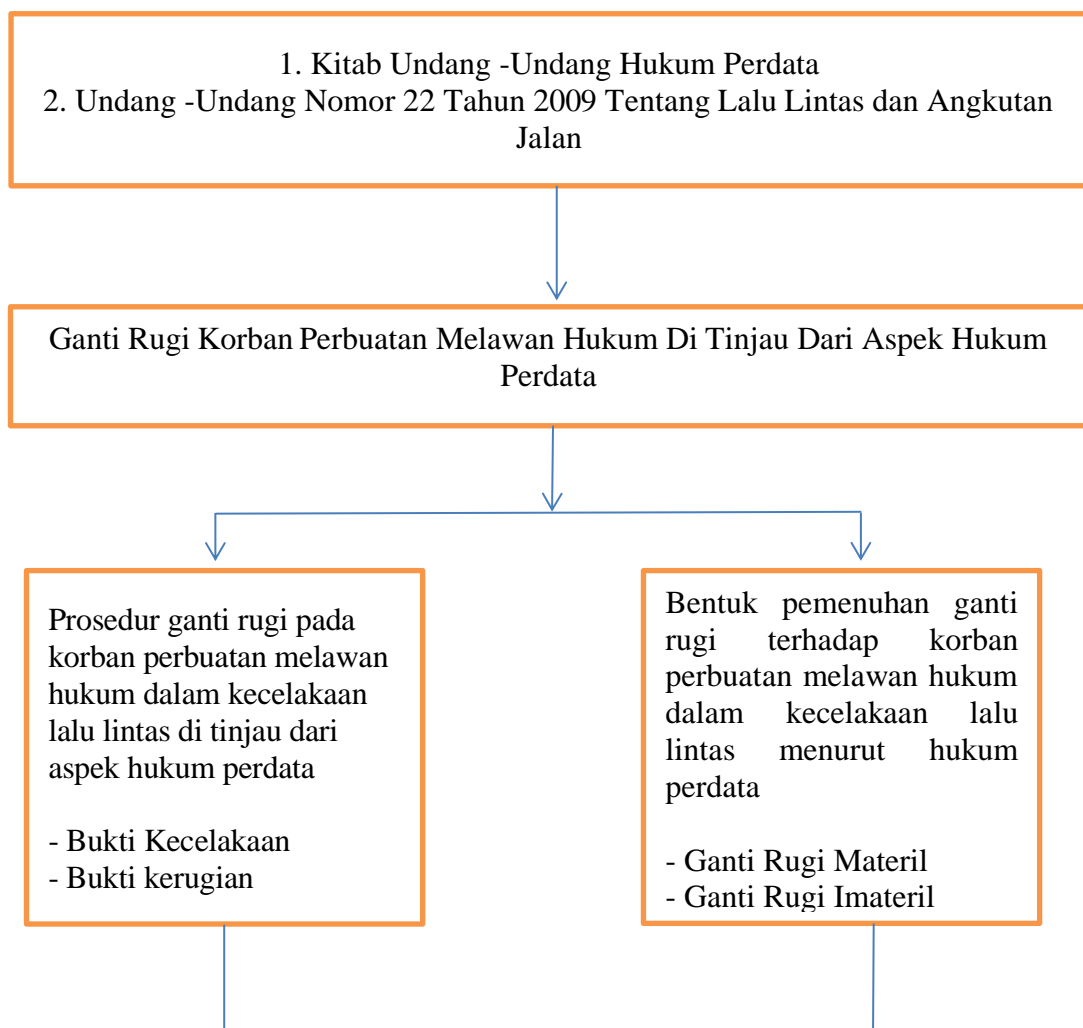 1. Kitab Undang -Undang Hukum Perdata
2. Undang -Undang Nomor 22 Tahun 2009 Tentang Lalu Lintas dan Angkutan
Jalan
Ganti Rugi Korban Perbuatan Melawan Hukum Di Tinjau Dari Aspek Hukum
Perdata
Prosedur ganti rugi pada
korban perbuatan melawan
hukum dalam kecelakaan
lalu lintas di tinjau dari
aspek hukum perdata
- Bukti Kecelakaan
- Bukti kerugian
Bentuk pemenuhan ganti
rugi terhadap korban
perbuatan melawan hukum
dalam kecelakaan lalu
lintas menurut hukum
perdata
- Ganti Rugi Materil
- Ganti Rugi Imateril